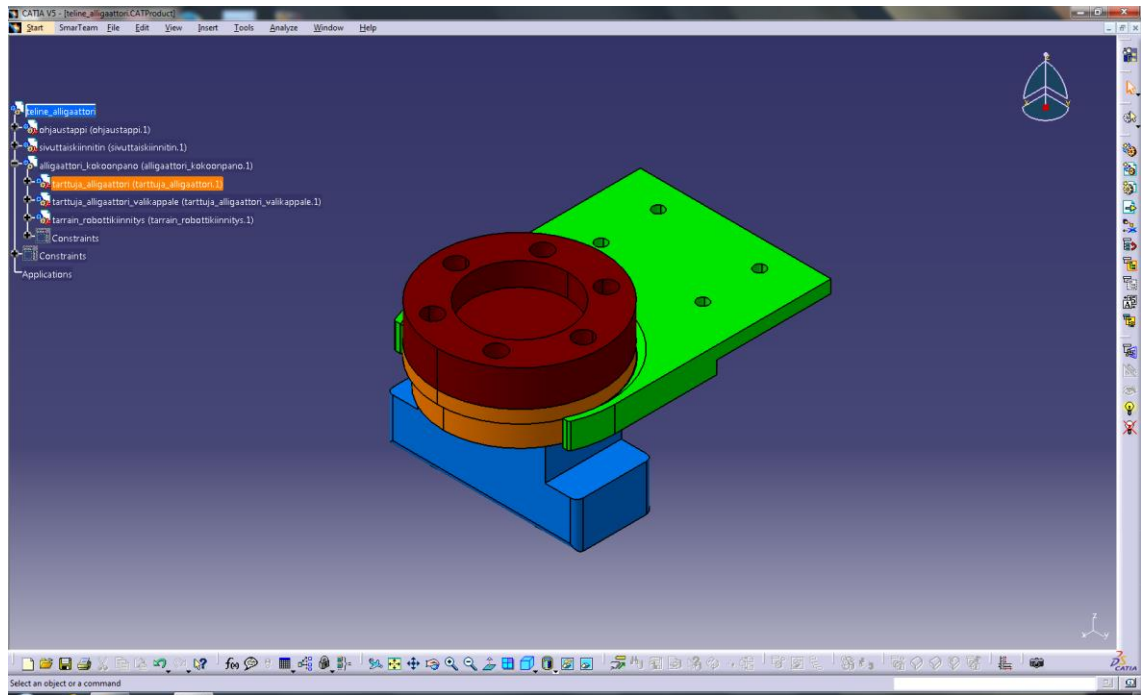 CATIA V5 - [teline_alligaattori.CATProduct]
Start SmarTeam File Edit View Insert Tools Analyze Window Help
teline_alligaattori
ohjaustappi (ohjaustappi.1)
sivuttaiskiinnitin (sivuttaiskiinnitin.1)
alligaattori_kokoonpano (alligaattori_kokoonpano.1)
tarttuja_alligaattori (tarttuja_alligaattori.1)
tarttuja_alligaattori_valikappale (tarttuja_alligaattori_valikappale.1)
tarrain_robottikiinnitys (tarrain_robottikiinnitys.1)
Constraints
Constraints
Applications
z
x y
f(x)
CATIA
Select an object or a command